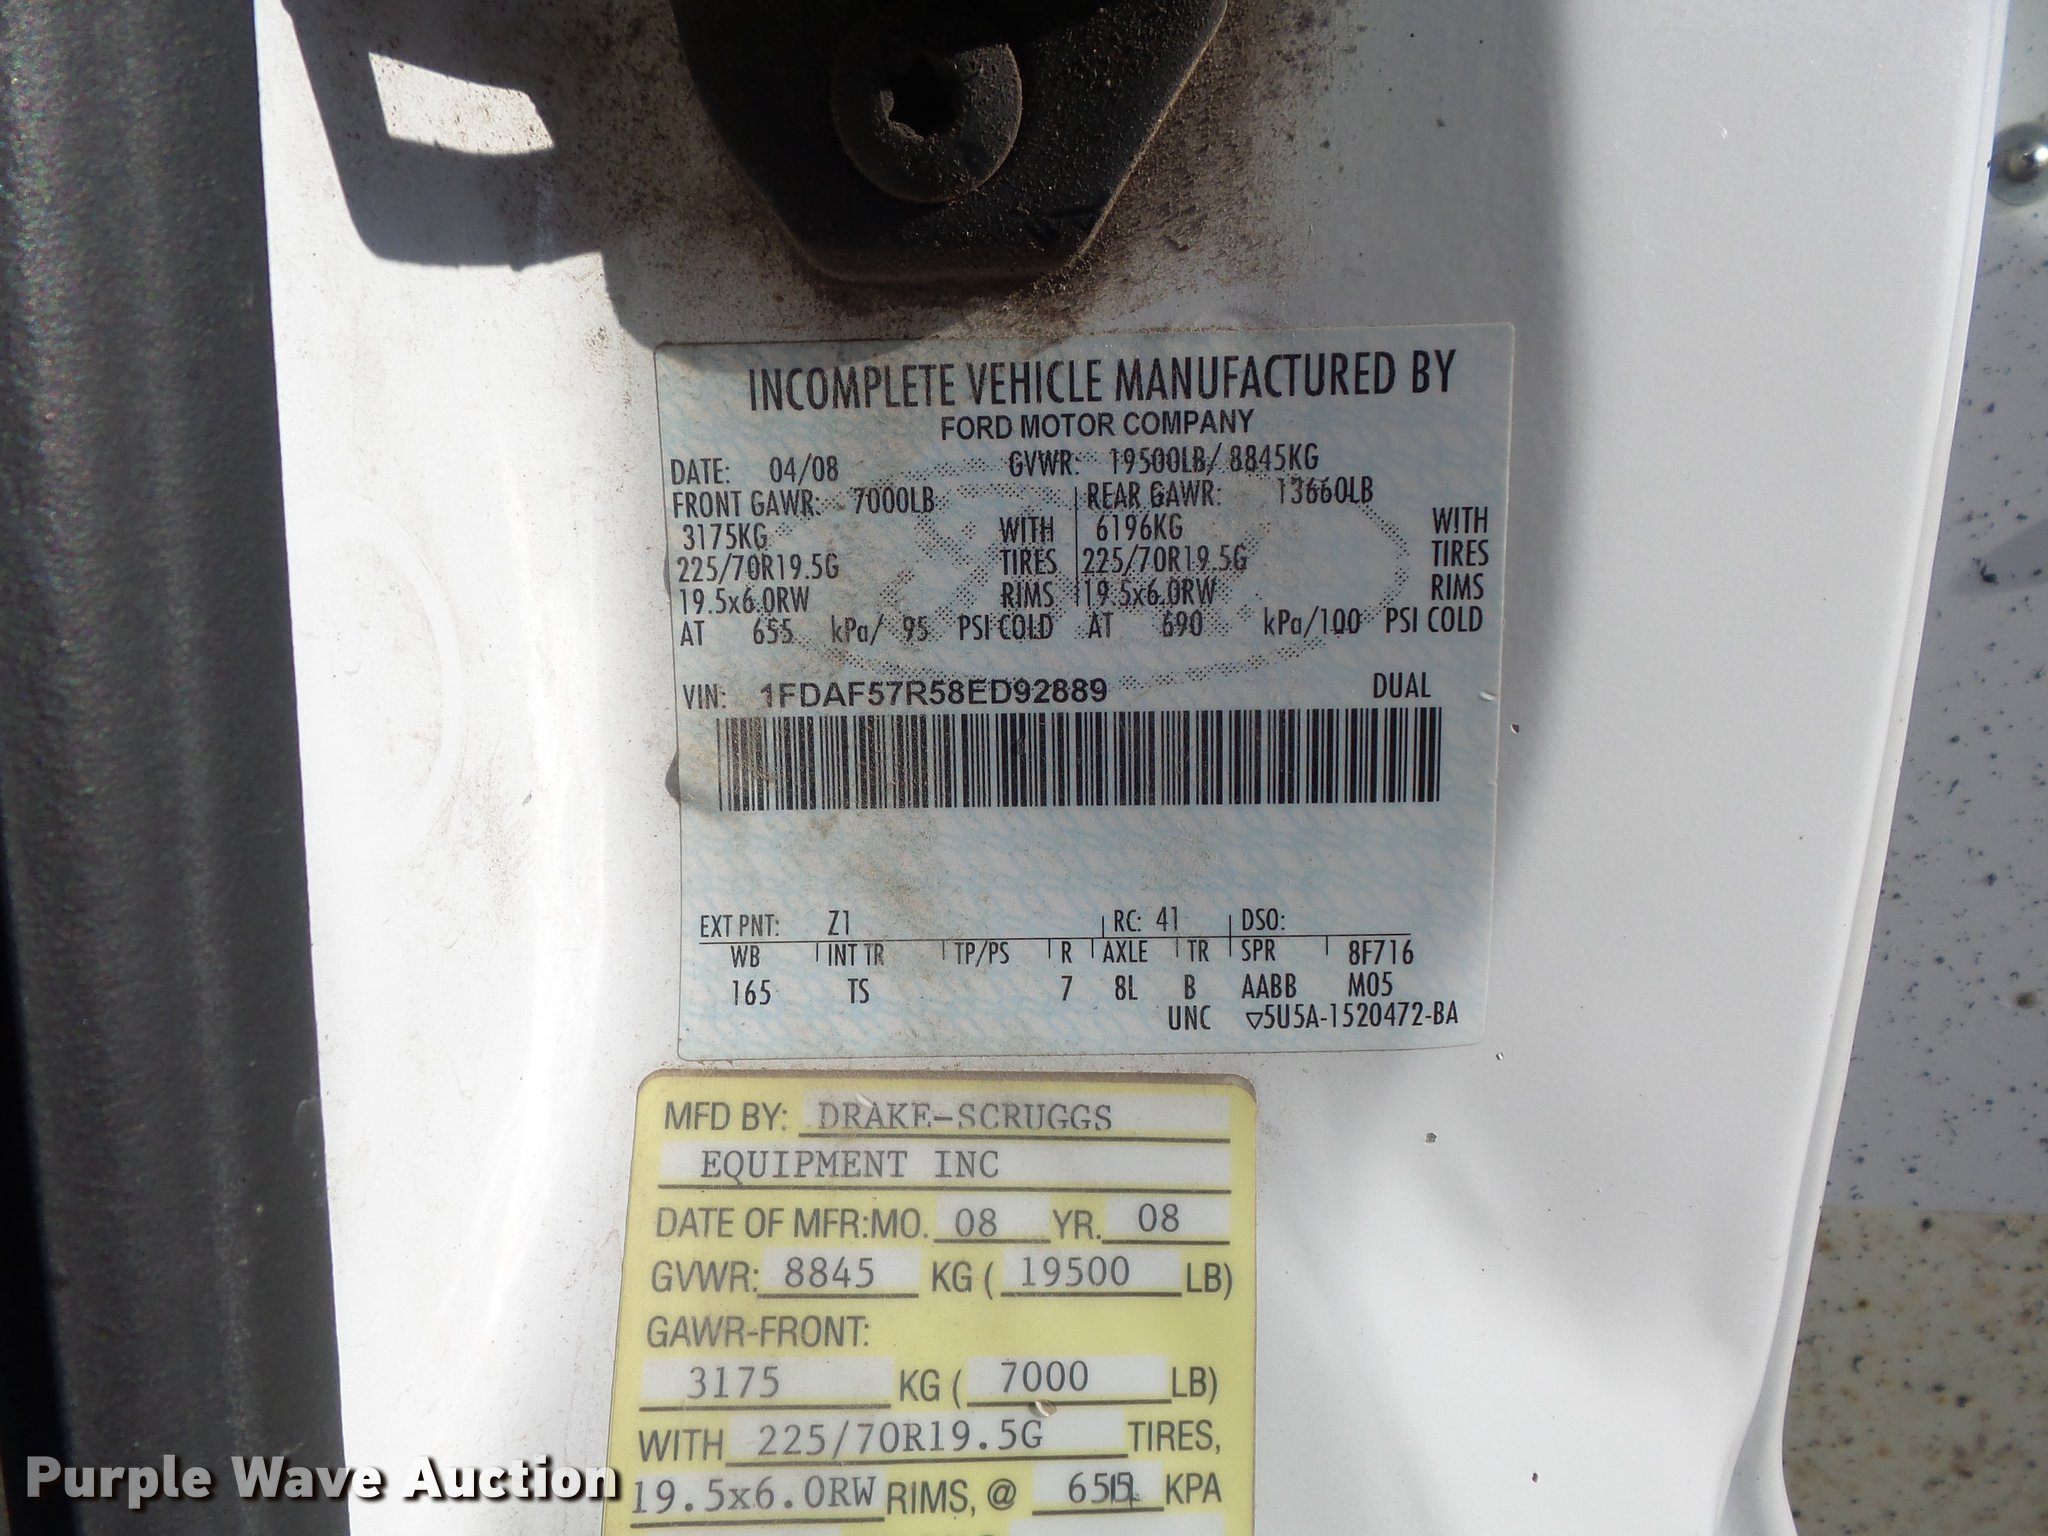 INCOMPLETE VEHICLE MANUFACTURED BY
FORD MOTOR COMPANY
DATE: 04/08 GVWR: 19500LB/ 8845KG
FRONT GAWR: 7000LB REAR GAWR: 13660LB
3175KG WITH 6196KG WITH
225/70R19.5G TIRES 225/70R19.5G TIRES
19.5x6.0RW RIMS 19.5x6.0RW RIMS
AT 655 kPa/ 95 PSI COLD AT 690 kPa/100 PSI COLD
VIN: 1FDAF57R58ED92889 DUAL
EXT PNT: Z1 RC: 41 DSO:
WB INT TR TP/PS R AXLE TR SPR 8F716
165 TS 7 8L B AABB M05
UNC ▽5U5A-1520472-BA
MFD BY: DRAKE-SCRUGGS
EQUIPMENT INC
DATE OF MFR:MO. 08 YR. 08
GVWR: 8845 KG ( 19500 LB)
GAWR-FRONT:
3175 KG ( 7000 LB)
WITH 225/70R19.5G TIRES,
19.5x6.0RW RIMS, @ KPA
Purple Wave Auction